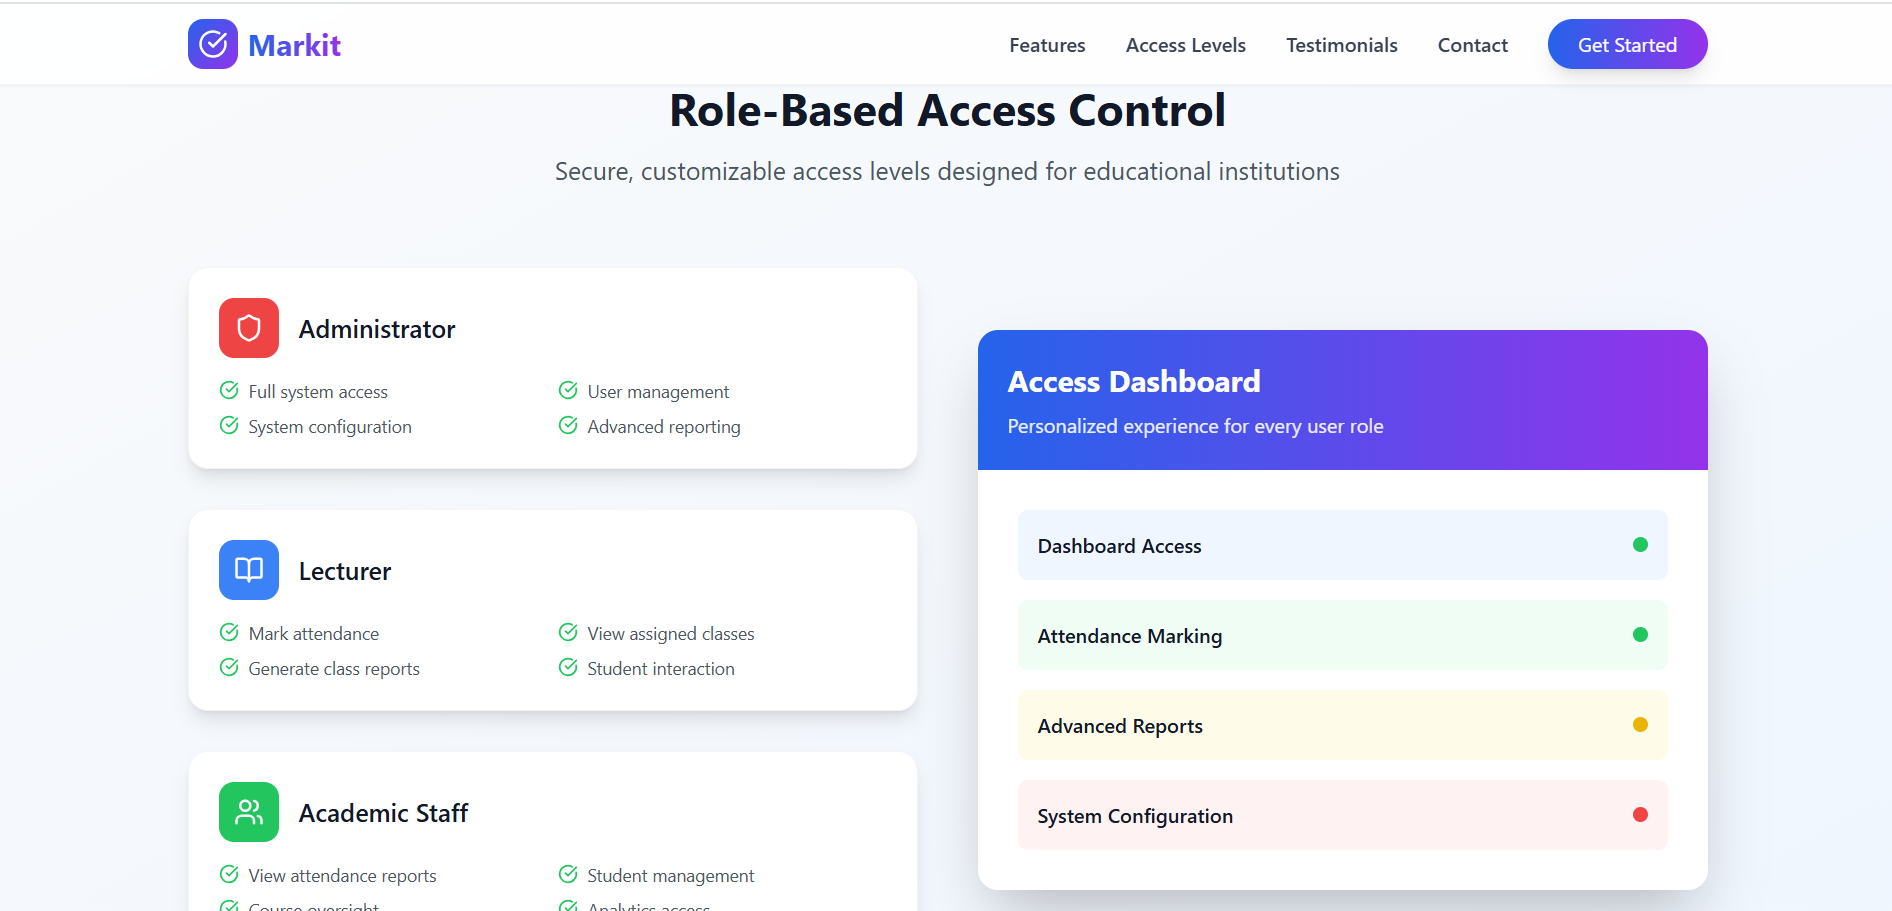 Markit
Features
Access Levels
Testimonials
Contact
Get Started
Role-Based Access Control
Secure, customizable access levels designed for educational institutions
Administrator
Full system access
User management
System configuration
Advanced reporting
Lecturer
Mark attendance
View assigned classes
Generate class reports
Student interaction
Academic Staff
View attendance reports
Student management
Course oversight
Analytics access
Access Dashboard
Personalized experience for every user role
Dashboard Access
Attendance Marking
Advanced Reports
System Configuration